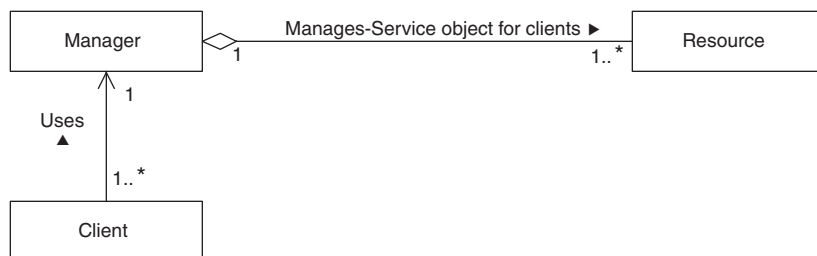 Manager
Manages-Service object for clients ▶
Resource
1
1..*
1
Uses
▲
1..*
Client